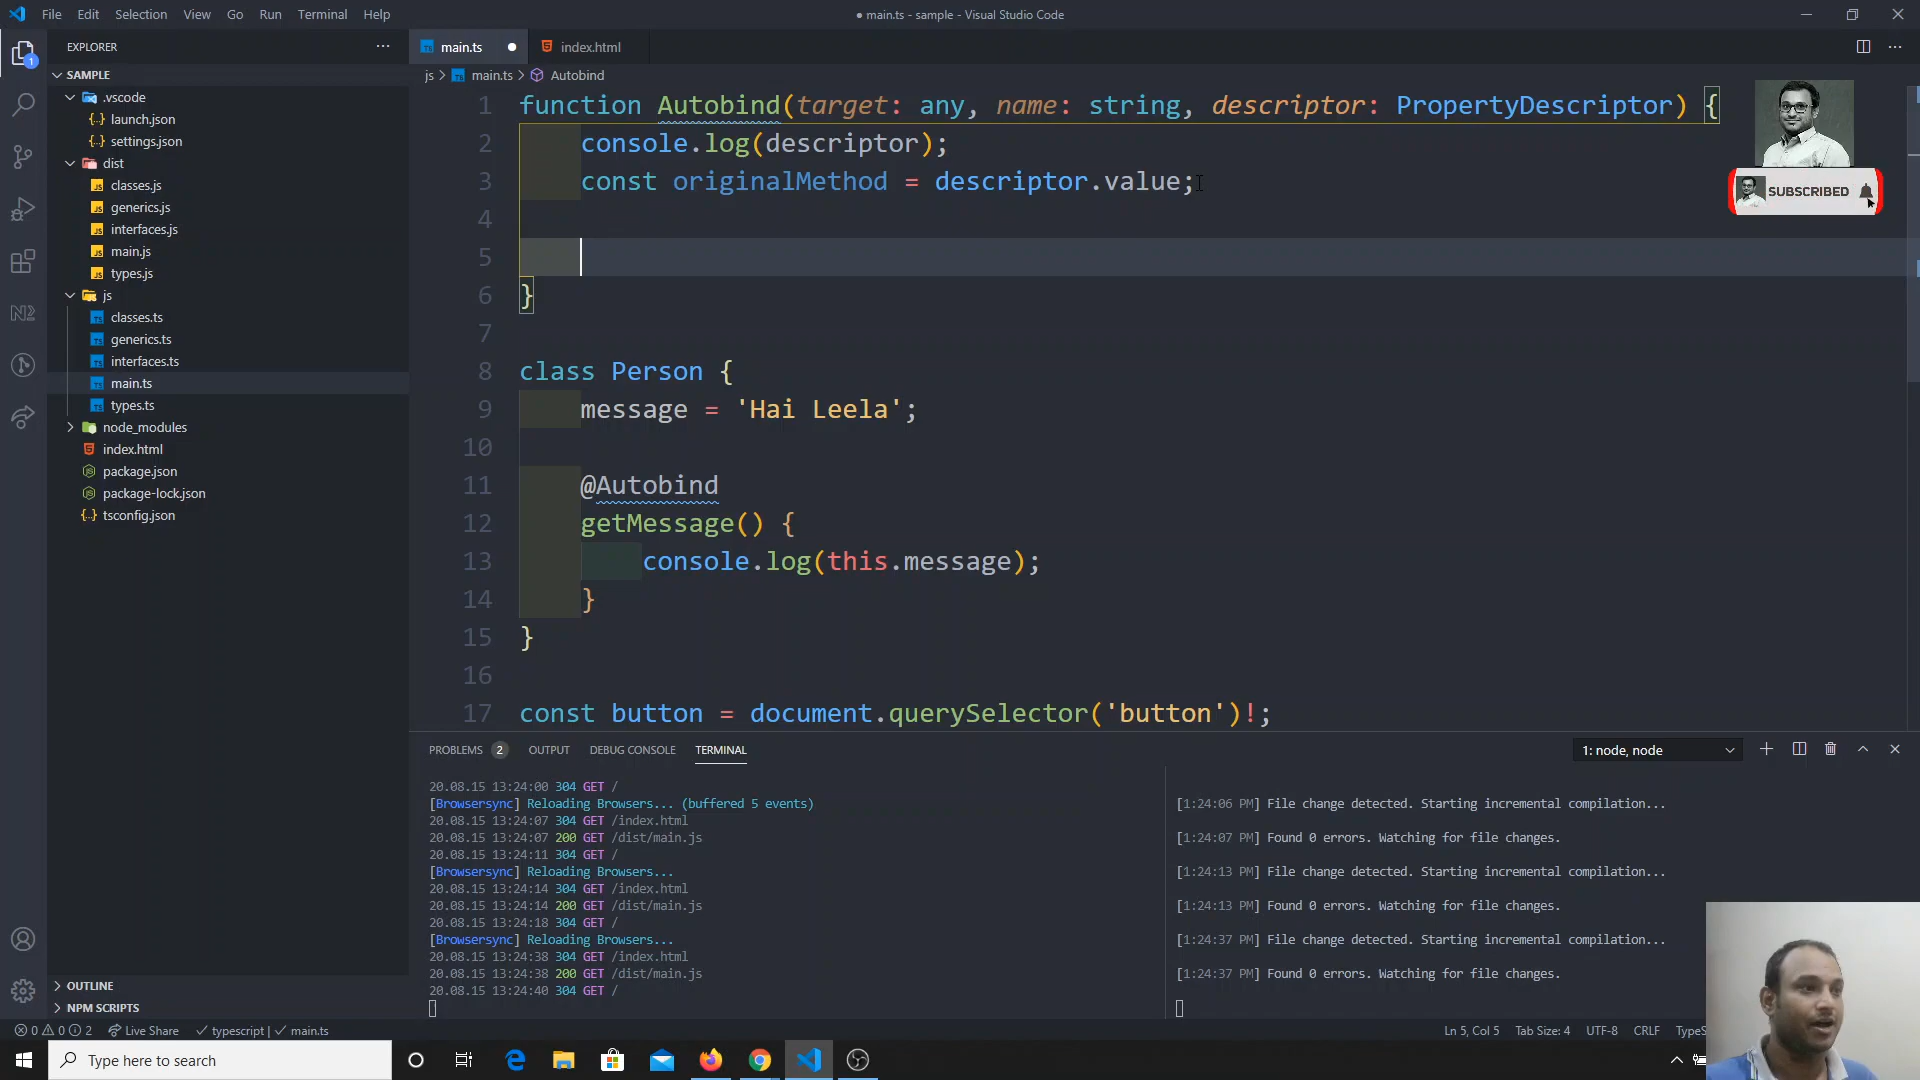 File Edit Selection View Go Run Terminal Help
● main.ts - sample - Visual Studio Code
EXPLORER
SAMPLE
.vscode
launch.json
settings.json
dist
classes.js
generics.js
interfaces.js
main.js
types.js
js
classes.ts
generics.ts
interfaces.ts
main.ts
types.ts
node_modules
index.html
package.json
package-lock.json
tsconfig.json
OUTLINE
NPM SCRIPTS
main.ts
index.html
js > main.ts > Autobind
1 function Autobind(target: any, name: string, descriptor: PropertyDescriptor) {
2 console.log(descriptor);
3 const originalMethod = descriptor.value;
4
5
6 }
7
8 class Person {
9 message = 'Hai Leela';
10
11 @Autobind
12 getMessage() {
13 console.log(this.message);
14 }
15 }
16
17 const button = document.querySelector('button')!;
SUBSCRIBED
PROBLEMS 2 OUTPUT DEBUG CONSOLE TERMINAL
1: node, node
20.08.15 13:24:00 304 GET /
[Browsersync] Reloading Browsers... (buffered 5 events)
20.08.15 13:24:07 304 GET /index.html
20.08.15 13:24:07 200 GET /dist/main.js
20.08.15 13:24:11 304 GET /
[Browsersync] Reloading Browsers...
20.08.15 13:24:14 304 GET /index.html
20.08.15 13:24:14 200 GET /dist/main.js
20.08.15 13:24:18 304 GET /
[Browsersync] Reloading Browsers...
20.08.15 13:24:38 304 GET /index.html
20.08.15 13:24:38 200 GET /dist/main.js
20.08.15 13:24:40 304 GET /
[1:24:06 PM] File change detected. Starting incremental compilation...
[1:24:07 PM] Found 0 errors. Watching for file changes.
[1:24:13 PM] File change detected. Starting incremental compilation...
[1:24:13 PM] Found 0 errors. Watching for file changes.
[1:24:37 PM] File change detected. Starting incremental compilation...
[1:24:37 PM] Found 0 errors. Watching for file changes.
0 0 2 Live Share typescript | main.ts
Ln 5, Col 5 Tab Size: 4 UTF-8 CRLF TypeS
Type here to search